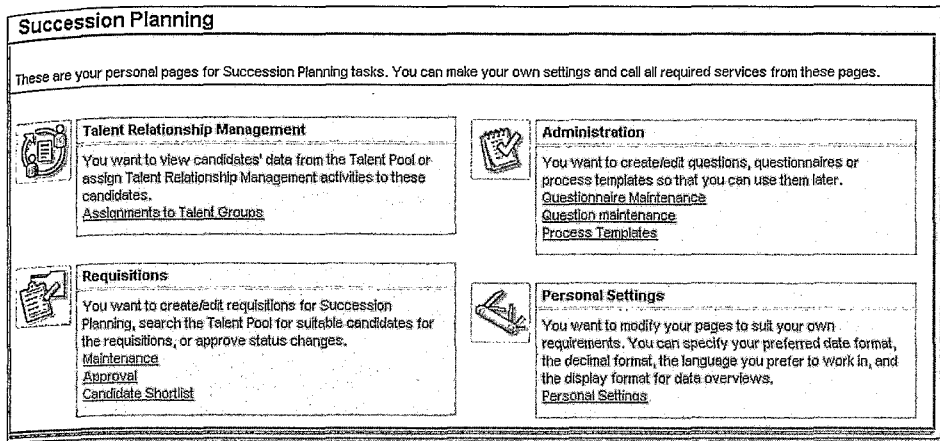 Succession Planning
These are your personal pages for Succession Planning tasks. You can make your own settings and call all required services from these pages.
Talent Relationship Management
You want to view candidates' data from the Talent Pool or
assign Talent Relationship Management activities to these
candidates.
Assignments to Talent Groups
Administration
You want to create/edit questions, questionnaires or
process templates so that you can use them later.
Questionnaire Maintenance
Question maintenance
Process Templates
Requisitions
You want to create/edit requisitions for Succession
Planning, search the Talent Pool for suitable candidates for
the requisitions, or approve status changes.
Maintenance
Approval
Candidate Shortlist
Personal Settings
You want to modify your pages to suit your own
requirements. You can specify your preferred date format,
the decimal format, the language you prefer to work in, and
the display format for data overviews.
Personal Settings